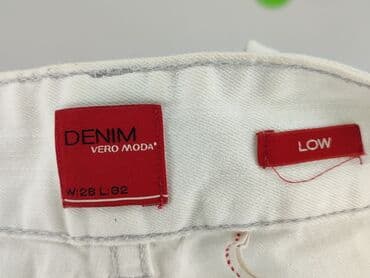 DENIM
VERO MODA
W:28 L:32
LOW